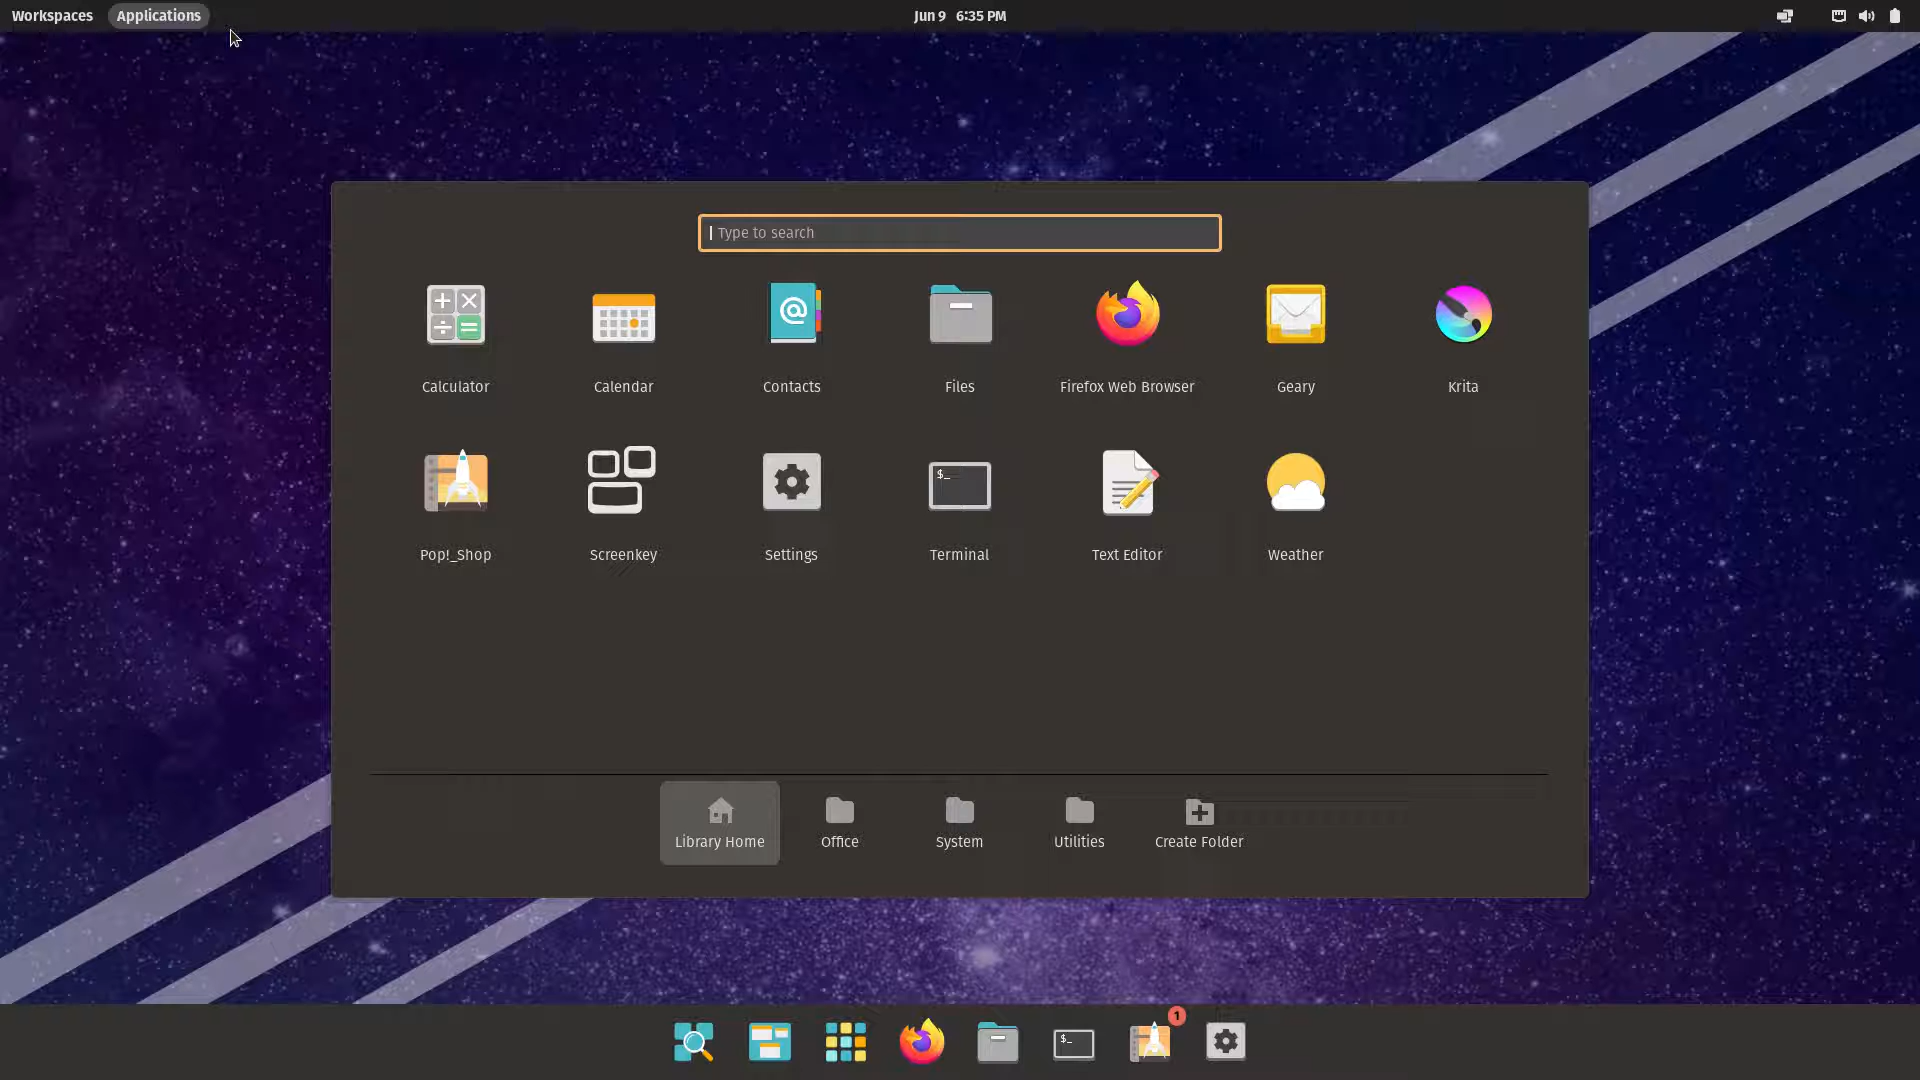 Workspaces Applications Jun 9 6:35 PM
Type to search
Calculator Calendar Contacts Files Firefox Web Browser Geary Krita
$_
Pop!_Shop Screenkey Settings Terminal Text Editor Weather
Library Home Office System Utilities Create Folder
$_ 1